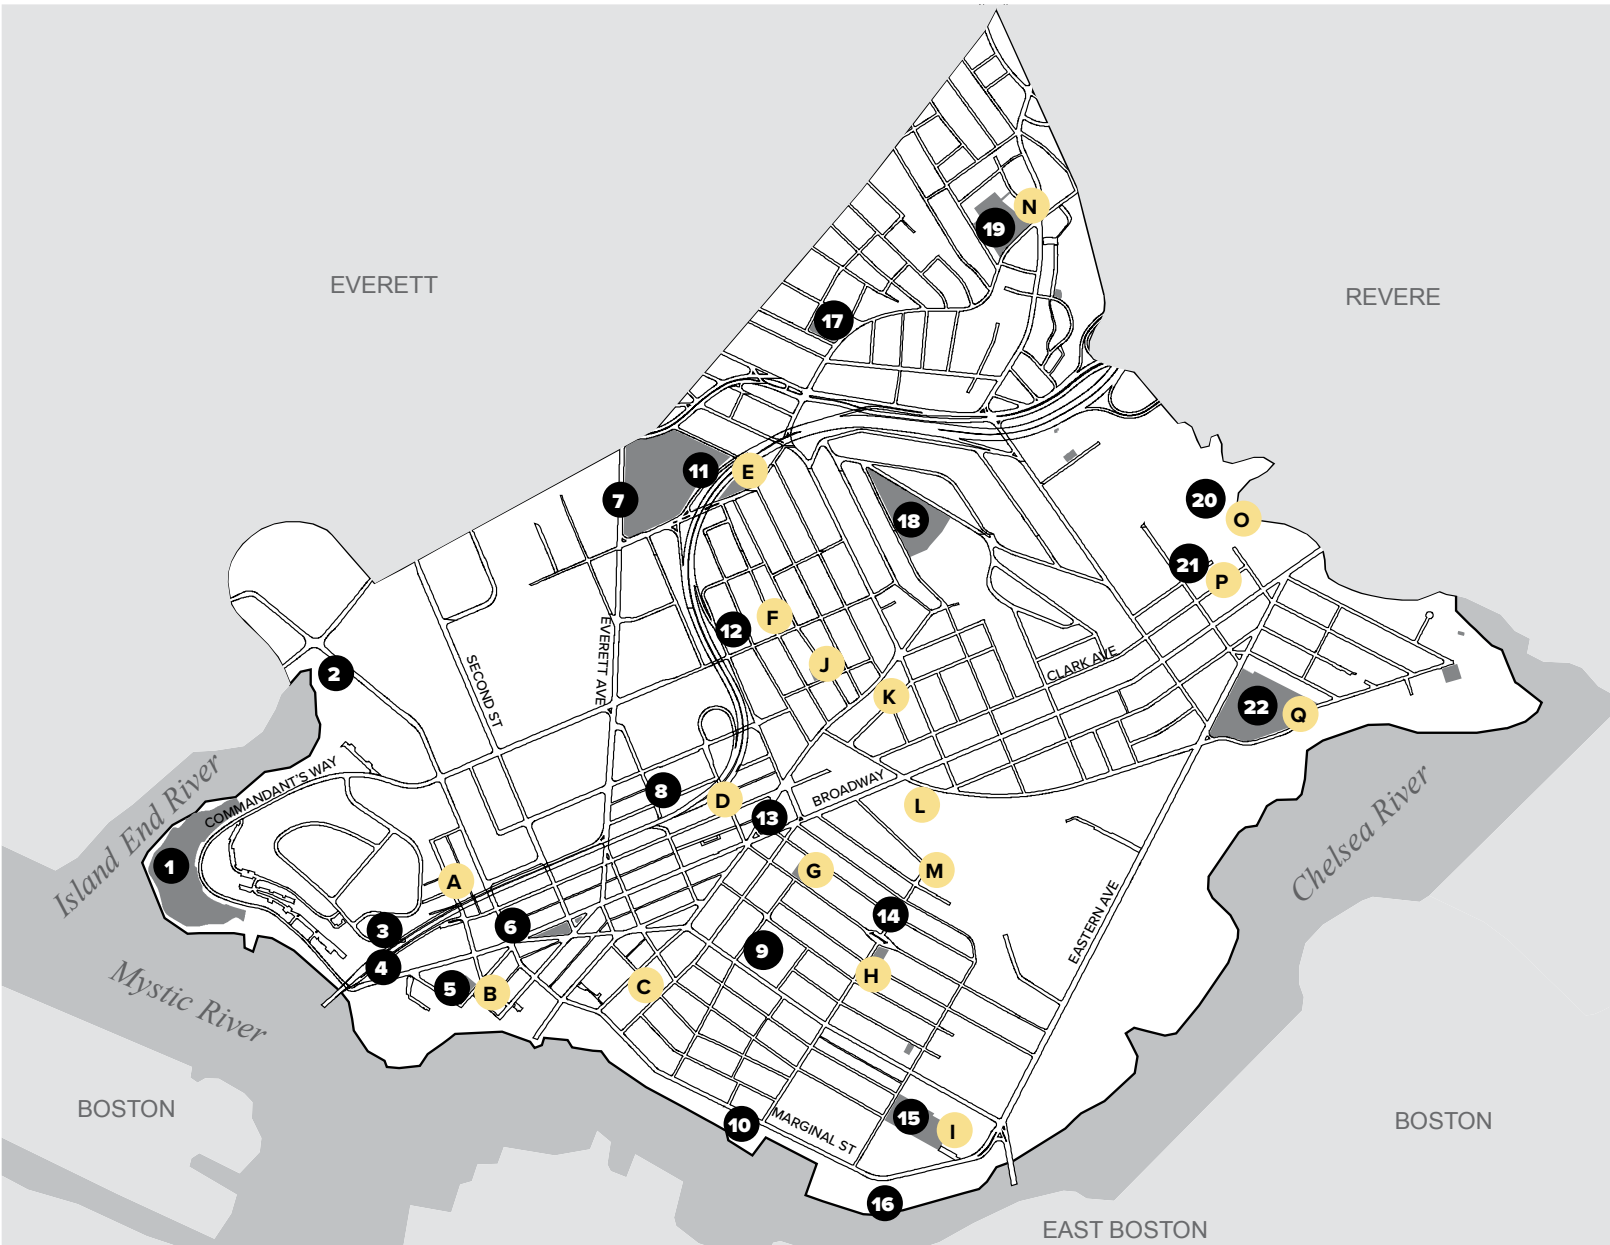 N
19
EVERETT
REVERE
17
11
E
7
20
18
O
21
P
F
12
EVERETT AVE
J
CLARK AVE
2
SECOND ST
K
22
Q
COMMANDANT'S WAY
8
D
BROADWAY
L
13
Island End River
Chelsea River
1
A
G
M
14
6
3
EASTERN AVE
9
4
H
5
B
C
Mystic River
BOSTON
15
10
MARGINAL ST
I
BOSTON
16
EAST BOSTON